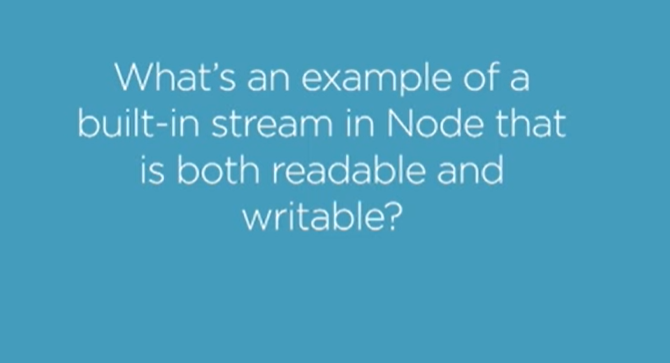 What’s an example of a
built-in stream in Node that
is both readable and
writable?